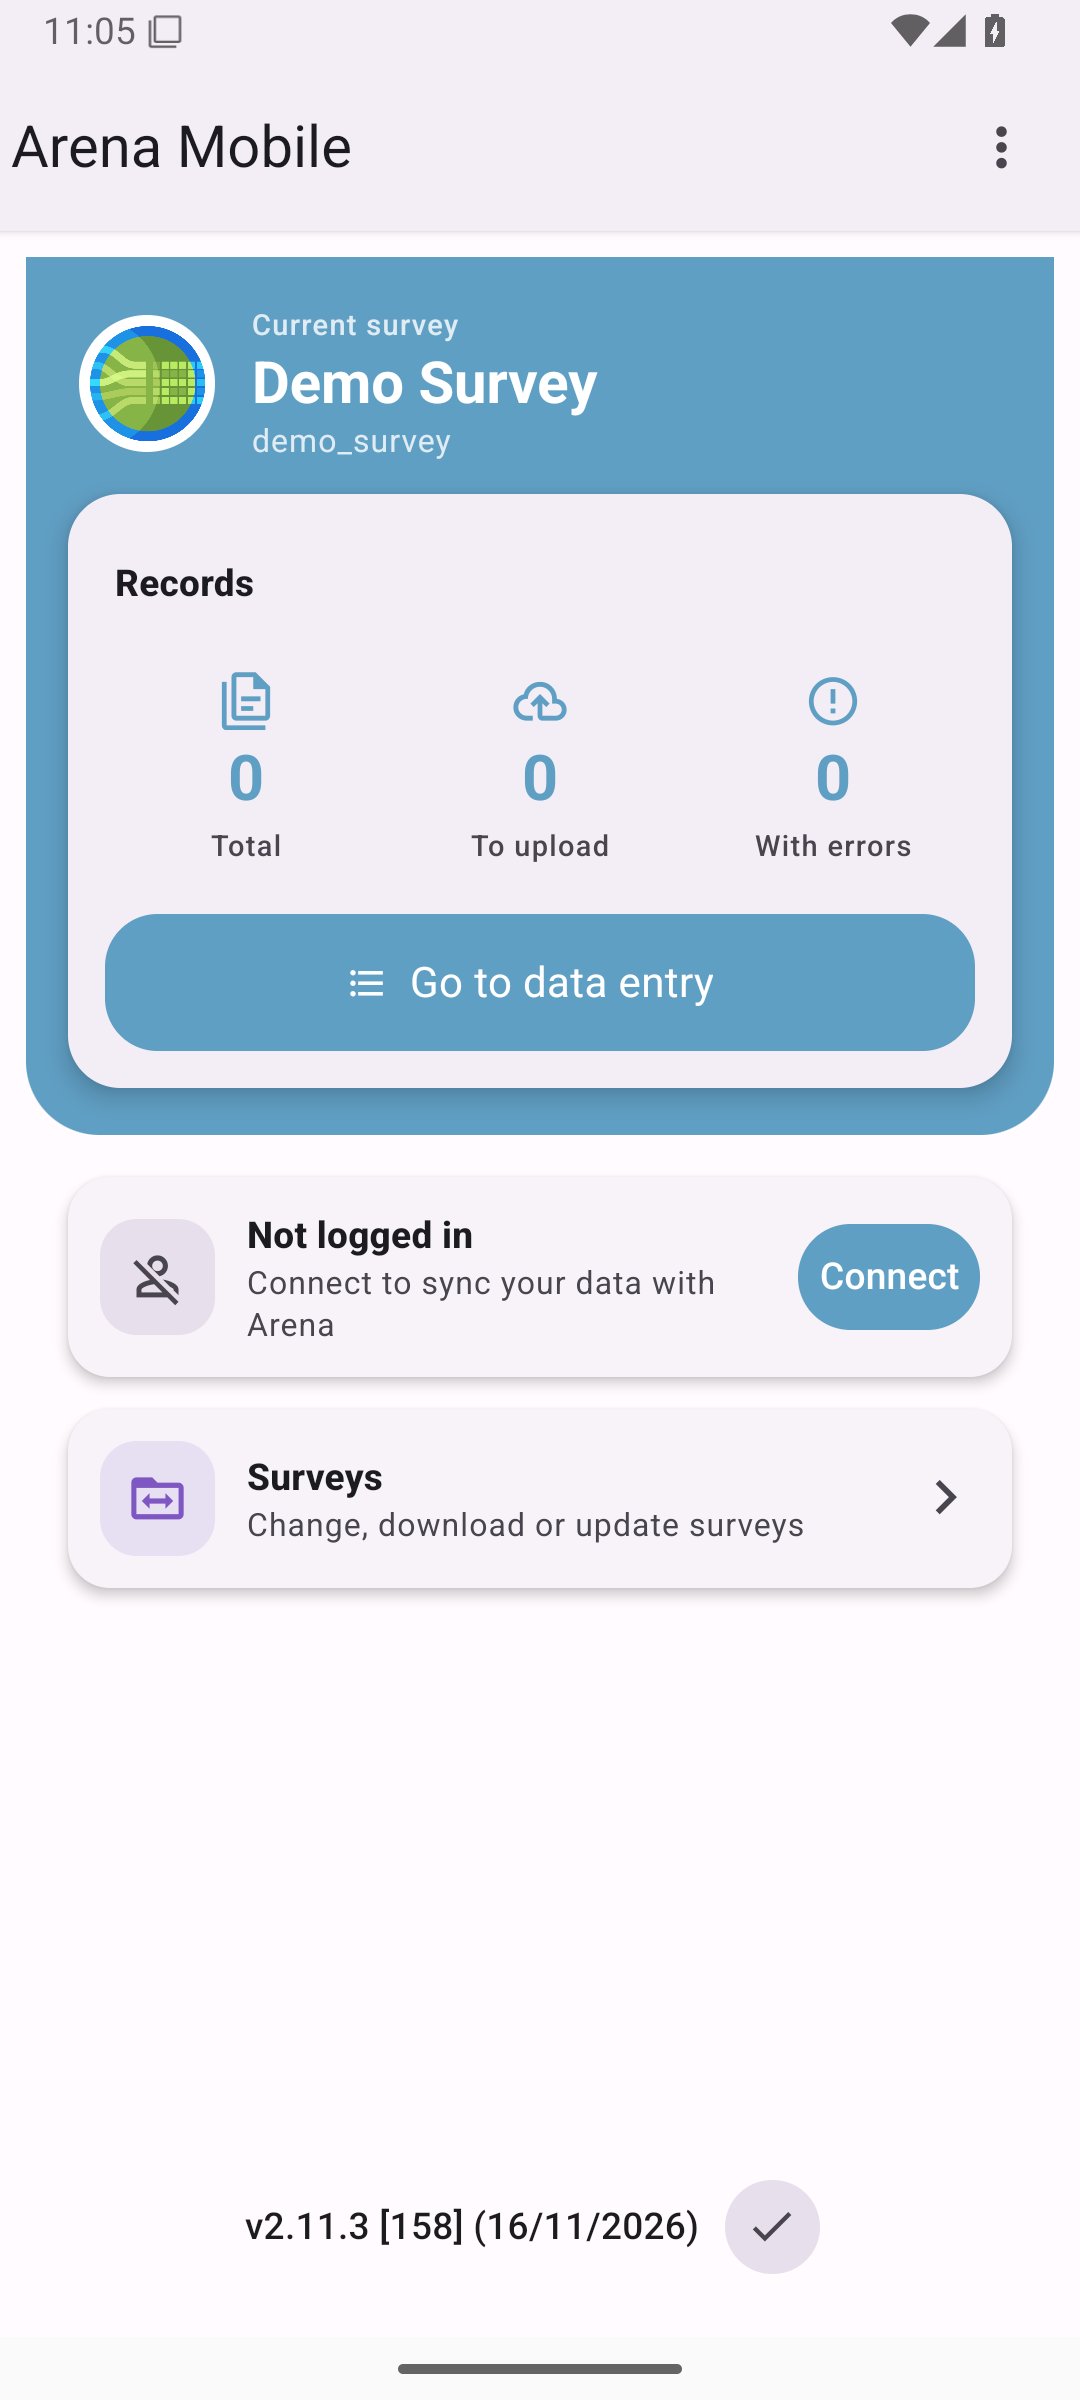 11:05
Arena Mobile
Current survey
Demo Survey
demo_survey
Records
0
0
0
Total
To upload
With errors
Go to data entry
Not logged in
Connect to sync your data with
Arena
Connect
Surveys
Change, download or update surveys
v2.11.3 [158] (16/11/2026)